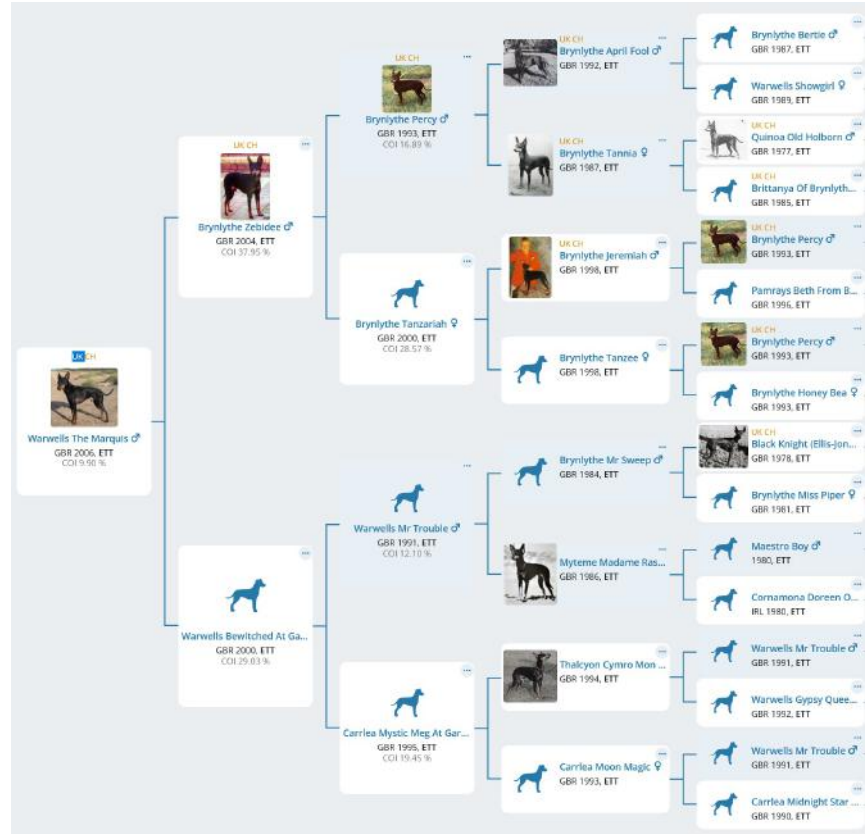 UK CH
Warwells The Marquis ♂
GBR 2006, ETT
COI 9.90 %
UK CH
Brynlythe Zebidee ♂
GBR 2004, ETT
COI 37.95 %
Warwells Bewitched At Ga...
GBR 2000, ETT
COI 29.03 %
UK CH
Brynlythe Percy ♂
GBR 1993, ETT
COI 16.89 %
Brynlythe Tanzariah ♀
GBR 2000, ETT
COI 28.57 %
Warwells Mr Trouble ♂
GBR 1991, ETT
COI 12.10 %
Carrlea Mystic Meg At Gar...
GBR 1995, ETT
COI 19.45 %
UK CH
Brynlythe April Fool ♂
GBR 1992, ETT
UK CH
Brynlythe Tannia ♀
GBR 1987, ETT
UK CH
Brynlythe Jeremiah ♂
GBR 1998, ETT
Brynlythe Tanzee ♀
GBR 1998, ETT
Brynlythe Mr Sweep ♂
GBR 1984, ETT
Myteme Madame Ras...
GBR 1986, ETT
Thalcyon Cymro Mon ...
GBR 1994, ETT
Carrlea Moon Magic ♀
GBR 1993, ETT
Brynlythe Bertie ♂
GBR 1987, ETT
Warwells Showgirl ♀
GBR 1989, ETT
UK CH
Quinoa Old Holborn ♂
GBR 1977, ETT
UK CH
Brittanya Of Brynlyth...
GBR 1985, ETT
UK CH
Brynlythe Percy ♂
GBR 1993, ETT
Pamrays Beth From B...
GBR 1996, ETT
UK CH
Brynlythe Percy ♂
GBR 1993, ETT
Brynlythe Honey Bea ♀
GBR 1993, ETT
UK CH
Black Knight (Ellis-Jon...
GBR 1978, ETT
Brynlythe Miss Piper ♀
GBR 1981, ETT
Maestro Boy ♂
1980, ETT
Cornamona Doreen O...
IRL 1980, ETT
Warwells Mr Trouble ♂
GBR 1991, ETT
Warwells Gypsy Quee...
GBR 1992, ETT
Warwells Mr Trouble ♂
GBR 1991, ETT
Carrlea Midnight Star ...
GBR 1990, ETT